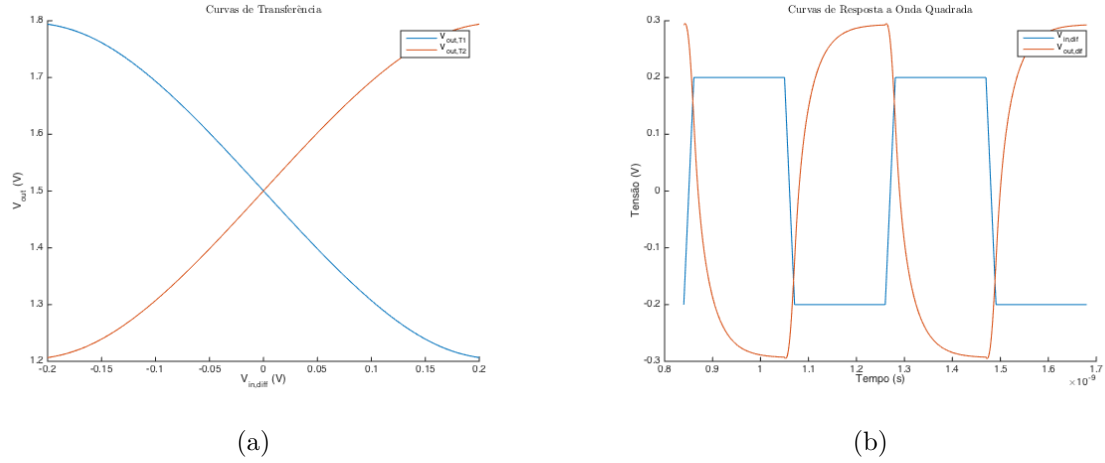 Curvas de Transferência
1.8
1.7
1.6
1.5
1.4
1.3
1.2
V_out (V)
V_out,T1
V_out,T2
-0.2 -0.15 -0.1 -0.05 0 0.05 0.1 0.15 0.2
V_in,diff (V)
(a)
Curvas de Resposta a Onda Quadrada
0.3
0.2
0.1
0
-0.1
-0.2
-0.3
Tensão (V)
V_in,dif
V_out,dif
0.8 0.9 1 1.1 1.2 1.3 1.4 1.5 1.6 1.7
Tempo (s)
×10^-9
(b)